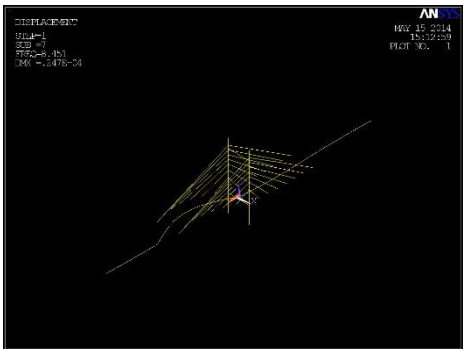 DISPLACEMENT
STEP=1
SUB =7
FREQ=8.451
DMX =.247E-04
ANSYS
MAY 15 2014
15:12:59
PLOT NO. 1
X